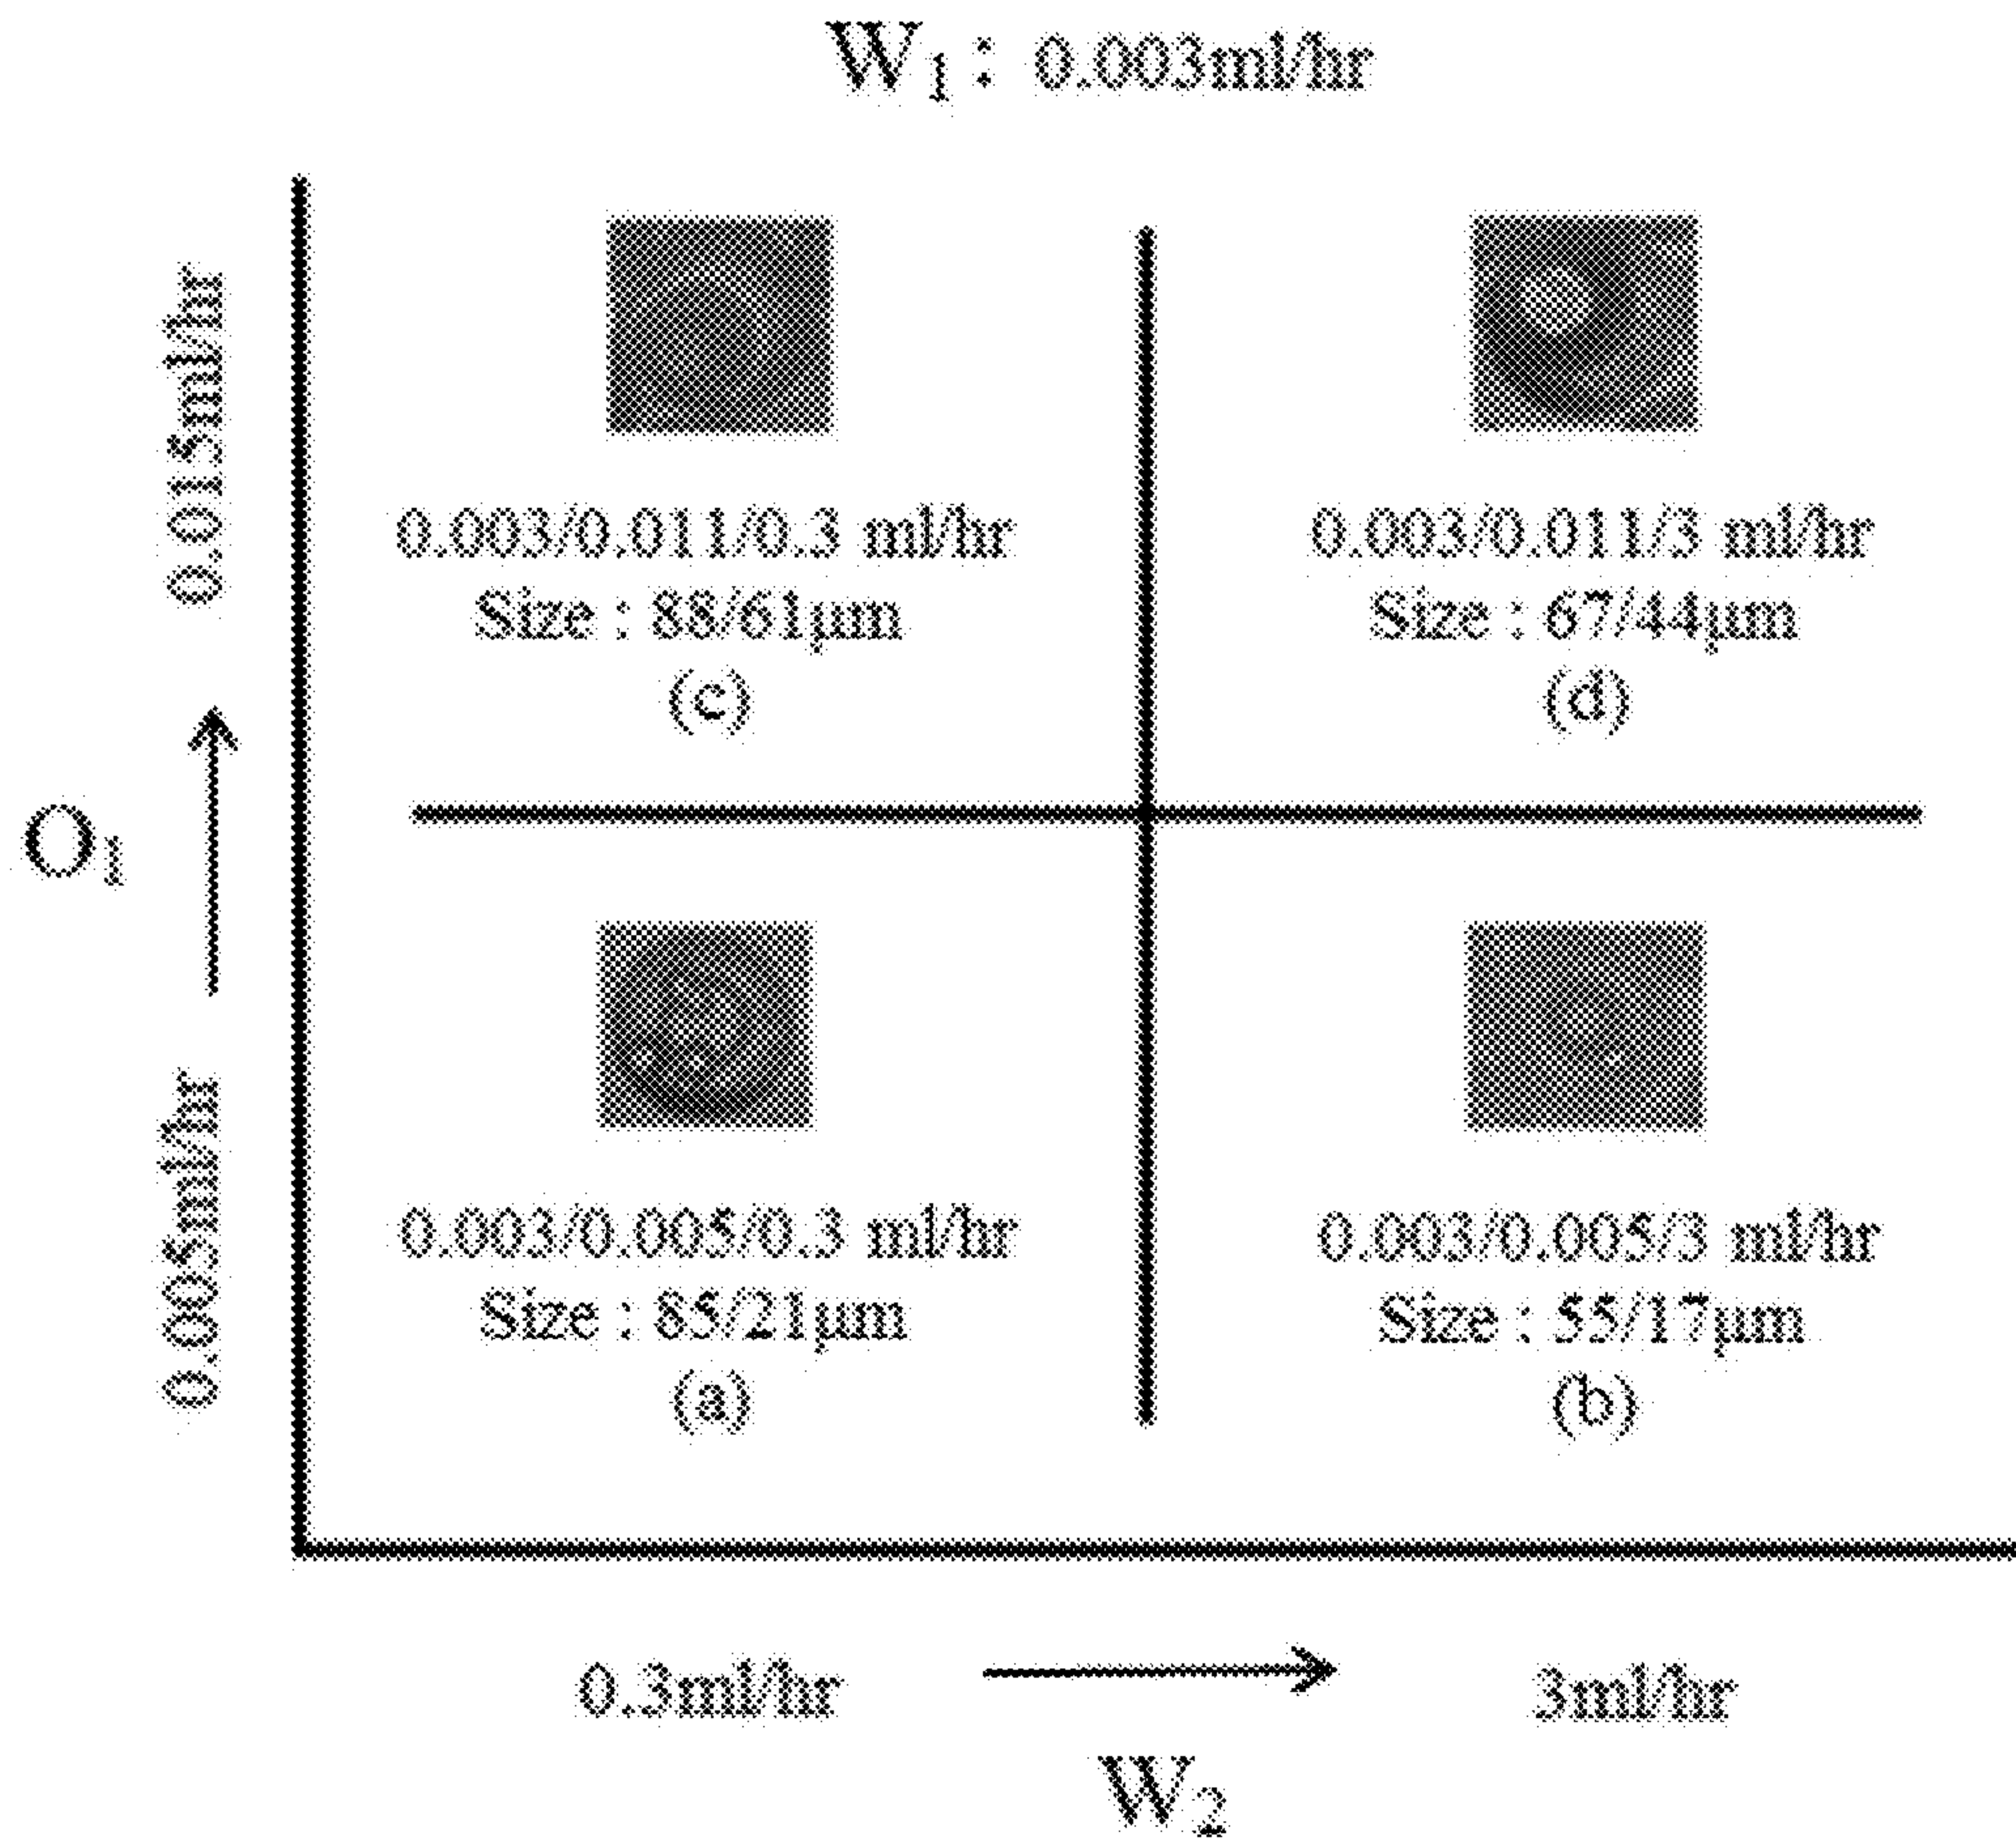 W1 : 0.003ml/hr
0.015ml/hr
0.003/0.011/0.3 ml/hr
Size : 88/61μm
(c)
0.003/0.011/3 ml/hr
Size : 67/44μm
(d)
O1
0.005ml/hr
0.003/0.005/0.3 ml/hr
Size : 85/21μm
(a)
0.003/0.005/3 ml/hr
Size : 55/17μm
(b)
0.3ml/hr
3ml/hr
W2